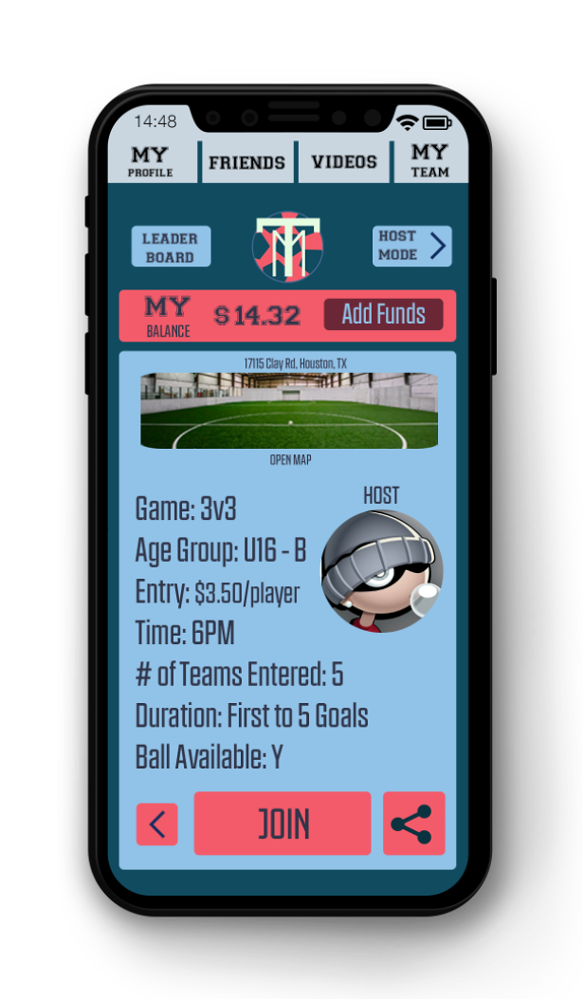 14:48
MY
PROFILE
FRIENDS
VIDEOS
MY
TEAM
LEADER
BOARD
TM
HOST
MODE
MY
BALANCE
$14.32
Add Funds
17115 Clay Rd, Houston, TX
OPEN MAP
HOST
Game: 3v3
Age Group: U16 - B
Entry: $3.50/player
Time: 6PM
# of Teams Entered: 5
Duration: First to 5 Goals
Ball Available: Y
JOIN